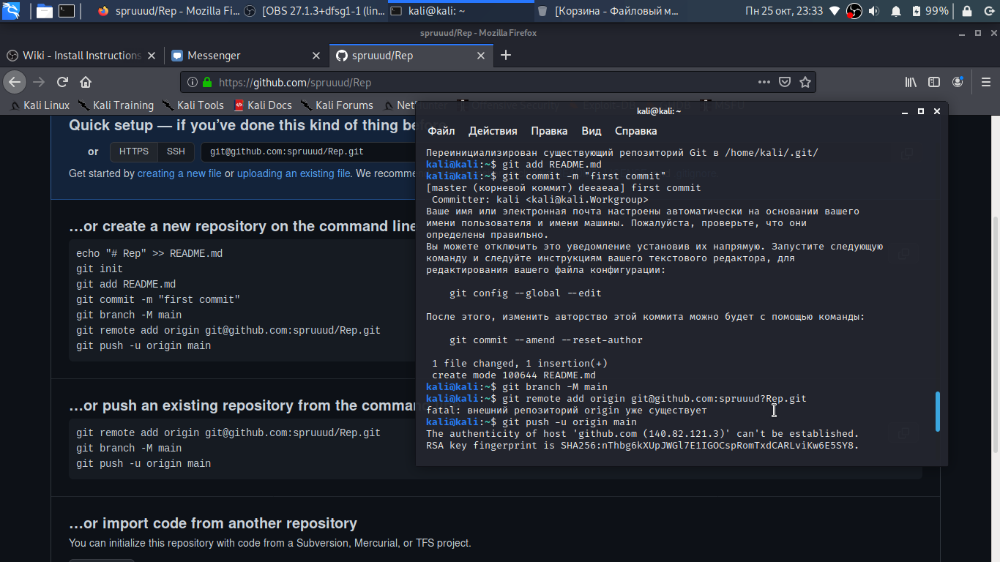 spruuud/Rep - Mozilla Fi...
[OBS 27.1.3+dfsg1-1 (lin...
kali@kali: ~
[Корзина - Файловый м...
Пн 25 окт, 23:33
99%
spruuud/Rep - Mozilla Firefox
Wiki - Install Instructions
Messenger
spruuud/Rep
https://github.com/spruuud/Rep
Kali Linux
Kali Training
Kali Tools
Kali Docs
Kali Forums
NetHunter
Offensive Security
MSFU
Quick setup — if you've done this kind of thing
or
HTTPS
SSH
git@github.com:spruuud/Rep.git
Get started by creating a new file or uploading an existing file. We recomme
…or create a new repository on the command line
echo "# Rep" >> README.md
git init
git add README.md
git commit -m "first commit"
git branch -M main
git remote add origin git@github.com:spruuud/Rep.git
git push -u origin main
…or push an existing repository from the comman
git remote add origin git@github.com:spruuud/Rep.git
git branch -M main
git push -u origin main
…or import code from another repository
You can initialize this repository with code from a Subversion, Mercurial, or TFS project.
kali@kali: ~
Файл Действия Правка Вид Справка
Переинициализирован существующий репозиторий Git в /home/kali/.git/
kali@kali:~$ git add README.md
kali@kali:~$ git commit -m "first commit"
[master (корневой коммит) deeaeaa] first commit
Committer: kali <kali@kali.Workgroup>
Ваше имя или электронная почта настроены автоматически на основании вашего
имени пользователя и имени машины. Пожалуйста, проверьте, что они
определены правильно.
Вы можете отключить это уведомление установив их напрямую. Запустите следующую
команду и следуйте инструкциям вашего текстового редактора, для
редактирования вашего файла конфигурации:
git config --global --edit
После этого, изменить авторство этой коммита можно будет с помощью команды:
git commit --amend --reset-author
1 file changed, 1 insertion(+)
create mode 100644 README.md
kali@kali:~$ git branch -M main
kali@kali:~$ git remote add origin git@github.com:spruuud?Rep.git
fatal: внешний репозиторий origin уже существует
kali@kali:~$ git push -u origin main
The authenticity of host 'github.com (140.82.121.3)' can't be established.
RSA key fingerprint is SHA256:nThbg6kXUpJWGl7E1IGOCspRomTxdCARLviKw6E5SY8.